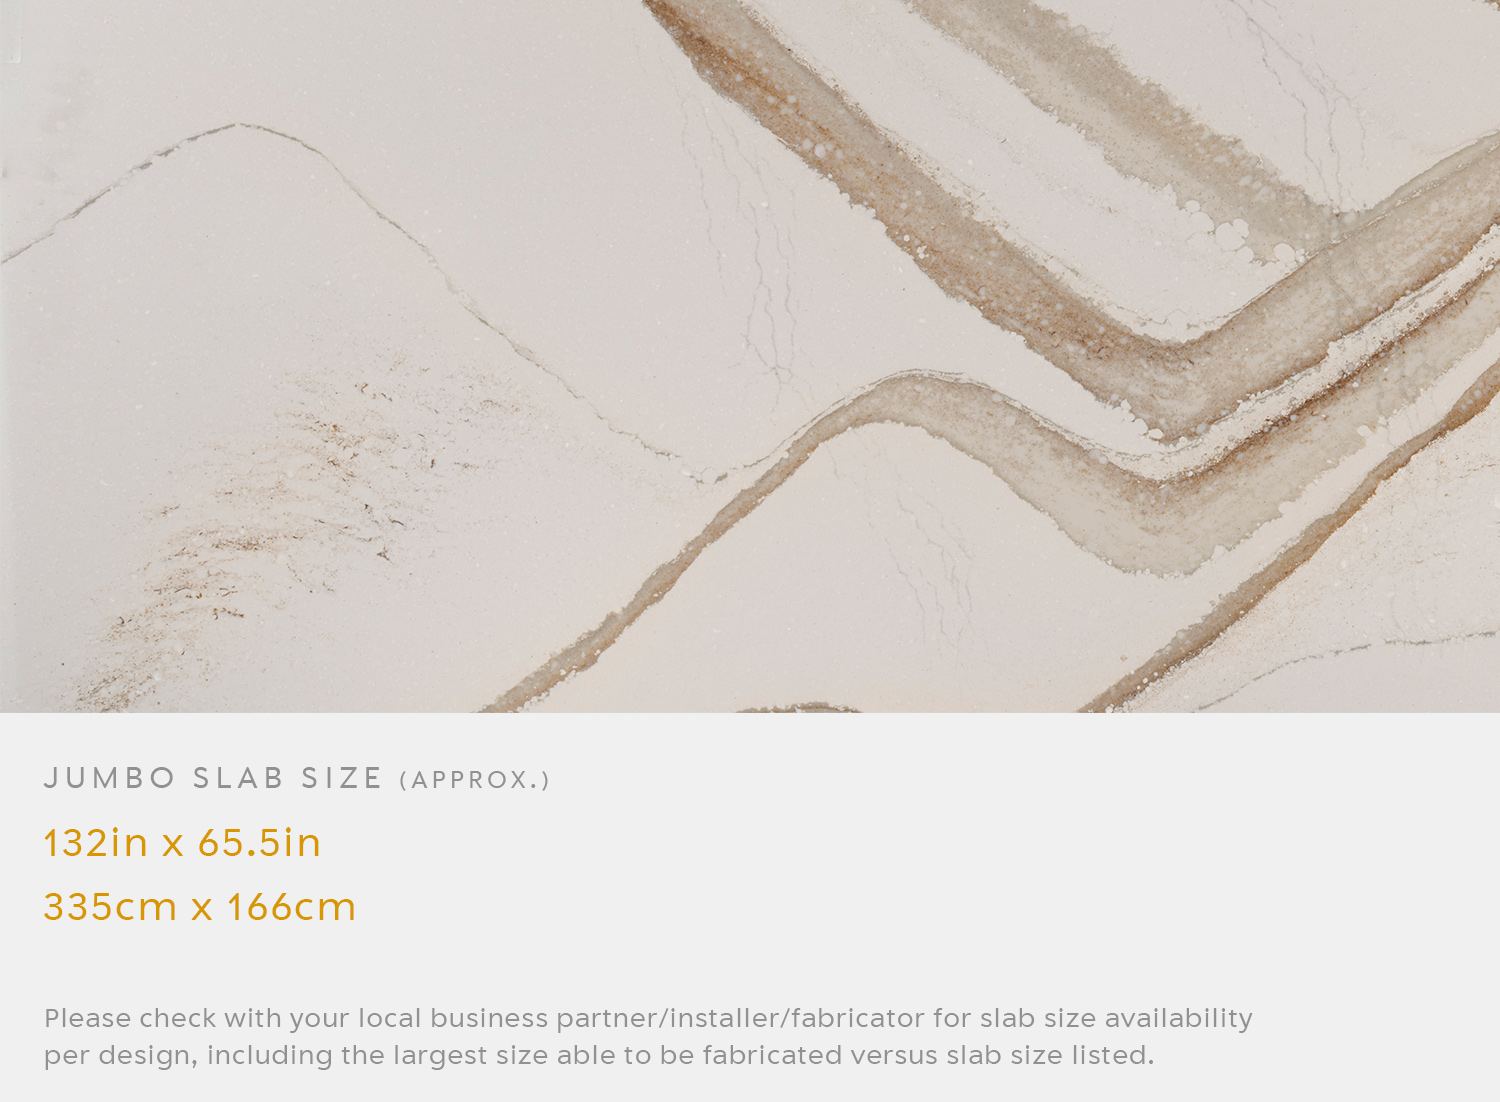 JUMBO SLAB SIZE (APPROX.)
132in x 65.5in
335cm x 166cm
Please check with your local business partner/installer/fabricator for slab size availability
per design, including the largest size able to be fabricated versus slab size listed.